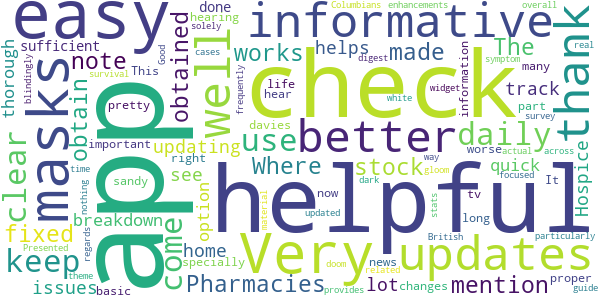 easy informative Columbians enhancements overall
hearing solely
done cases
sufficient helps made The
works
thorough note This Good blindingly
masks app obtained well check thank
survival frequently life hear digest widget white information many real symptom
pretty track
part survey
obtain use better daily
davies
important updating worse way actual across
clear right Where stock quick gloom focused
see Hospice
sandy option It
time nothing breakdown now dark tv stats
come helpful long
fixed material updated
keep home Very updates
British particularly
Presented regards specially news
theme doom related proper
issues basic Pharmacies lot changes mention
provides guide